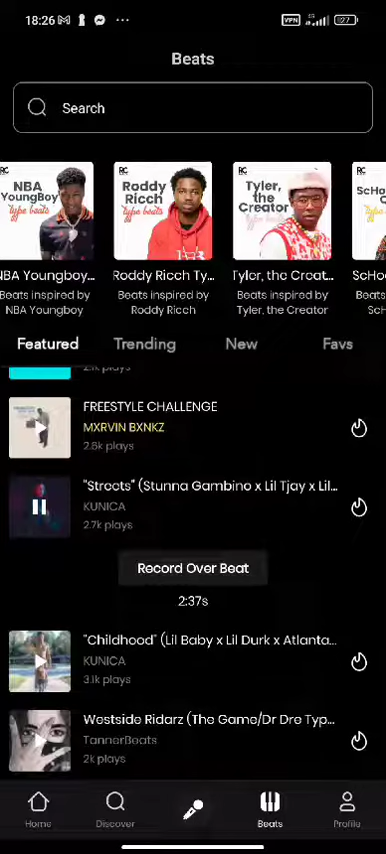 18:26
VPN
27
Beats
Search
RC
NBA
YoungBoy
type beats
RC
Roddy
Ricch
type beats
RC
Tyler,
the
Creator
type beats
NBA Youngboy...
Beats inspired by
NBA Youngboy
Roddy Ricch Ty...
Beats inspired by
Roddy Ricch
Tyler, the Creat...
Beats inspired by
Tyler, the Creator
Featured
Trending
New
Favs
plays
FREESTYLE CHALLENGE
MXRVIN BXNKZ
2.8k plays
"Streets" (Stunna Gambino x Lil Tjay x Lil...
KUNICA
2.7k plays
Record Over Beat
2:37s
"Childhood" (Lil Baby x Lil Durk x Atlanta...
KUNICA
3.1k plays
Westside Ridarz (The Game/Dr Dre Typ...
TannerBeats
2k plays
Home
Discover
Beats
Profile